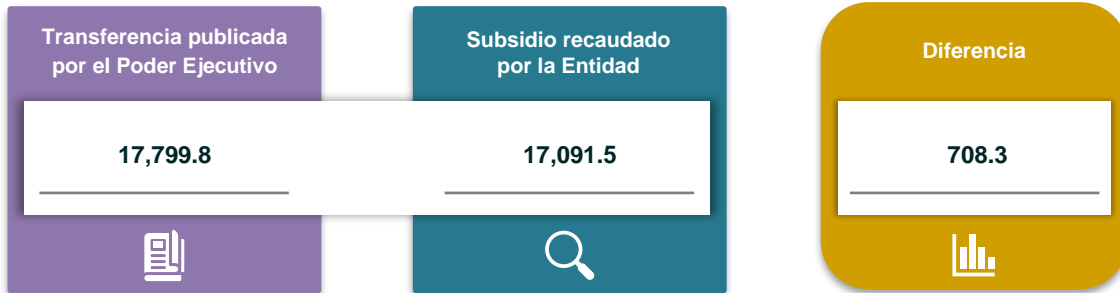 Transferencia publicada
por el Poder Ejecutivo
17,799.8
Subsidio recaudado
por la Entidad
17,091.5
Diferencia
708.3